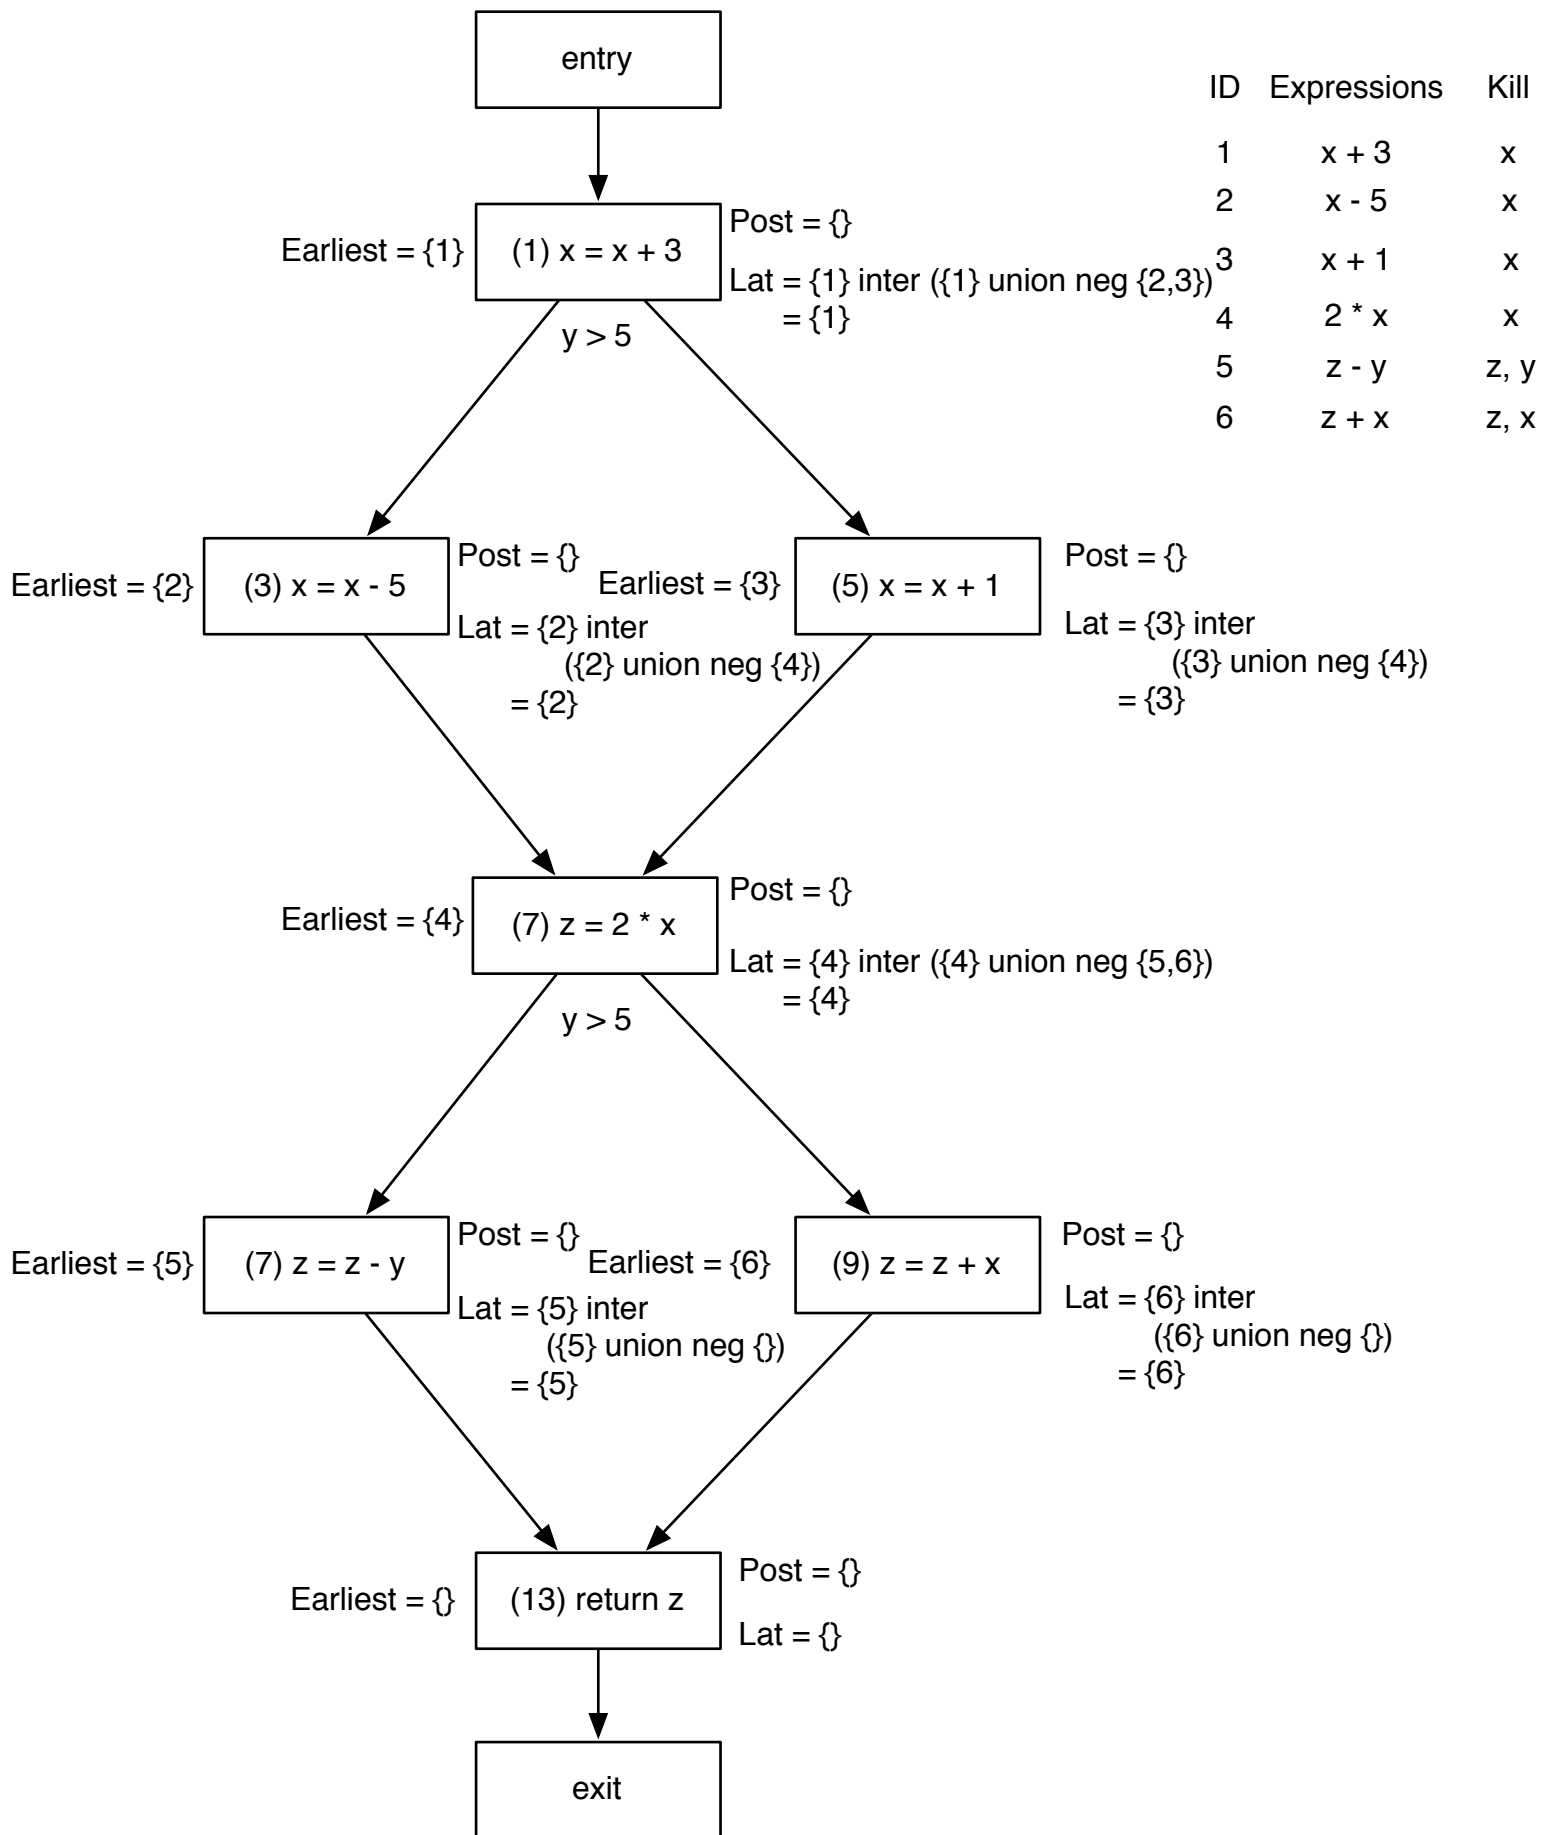 entry
ID Expressions Kill
1 x + 3 x
2 x - 5 x
3 x + 1 x
4 2 * x x
5 z - y z, y
6 z + x z, x
Earliest = {1}
(1) x = x + 3
Post = {}
Lat = {1} inter ({1} union neg {2,3})
= {1}
y > 5
Earliest = {2}
(3) x = x - 5
Post = {}
Lat = {2} inter
({2} union neg {4})
= {2}
Earliest = {3}
(5) x = x + 1
Post = {}
Lat = {3} inter
({3} union neg {4})
= {3}
Earliest = {4}
(7) z = 2 * x
Post = {}
Lat = {4} inter ({4} union neg {5,6})
= {4}
y > 5
Earliest = {5}
(7) z = z - y
Post = {}
Lat = {5} inter
({5} union neg {})
= {5}
Earliest = {6}
(9) z = z + x
Post = {}
Lat = {6} inter
({6} union neg {})
= {6}
Earliest = {}
(13) return z
Post = {}
Lat = {}
exit